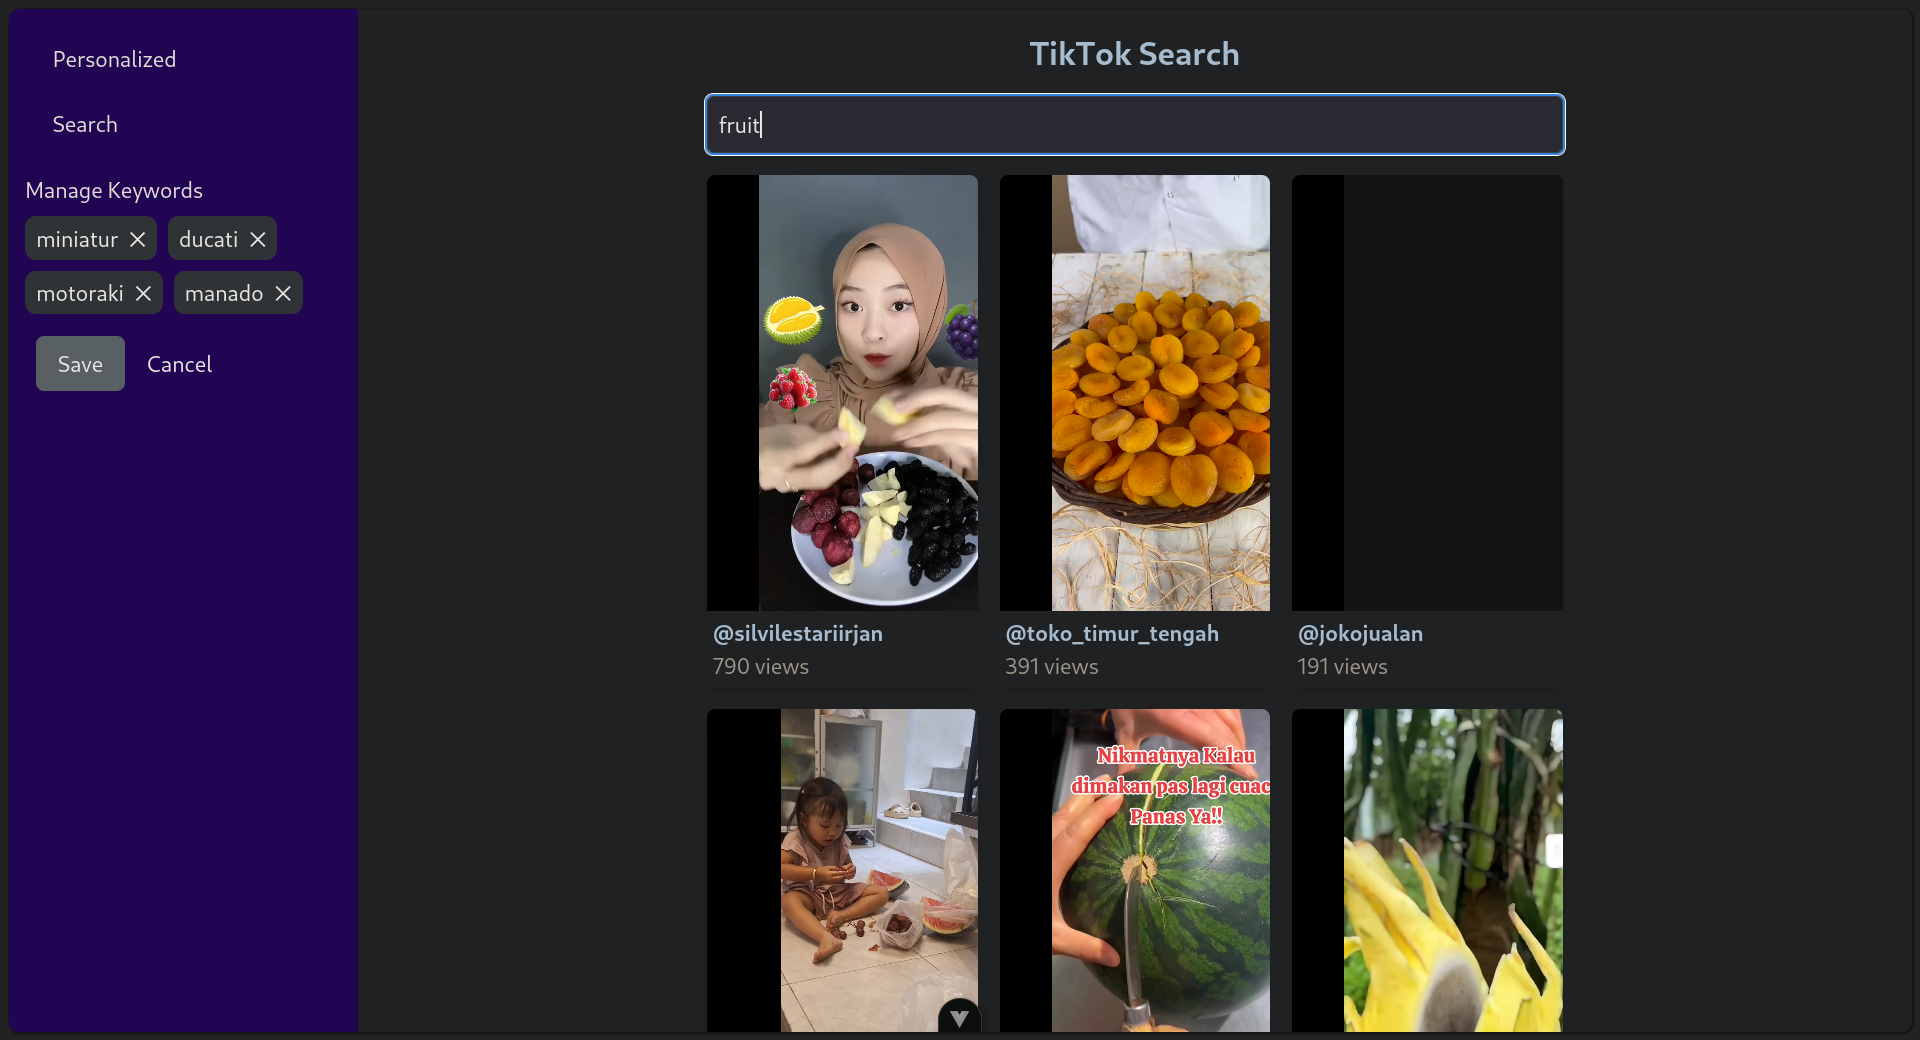 Personalized
Search
Manage Keywords
miniatur
ducati
motoraki
manado
Save
Cancel
TikTok Search
fruit
@silvilestariirjan
790 views
@toko_timur_tengah
391 views
@jokojualan
191 views
Nikmatnya Kalau
dimakan pas lagi cuac
Panas Ya!!